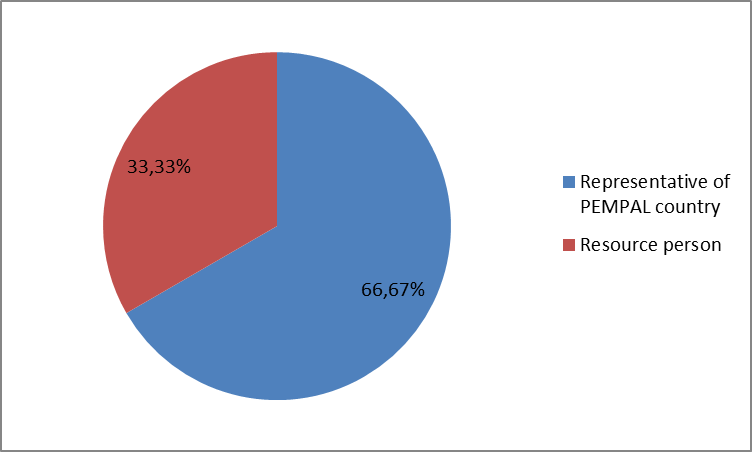 33,33%
66,67%
Representative of
PEMPAL country
Resource person